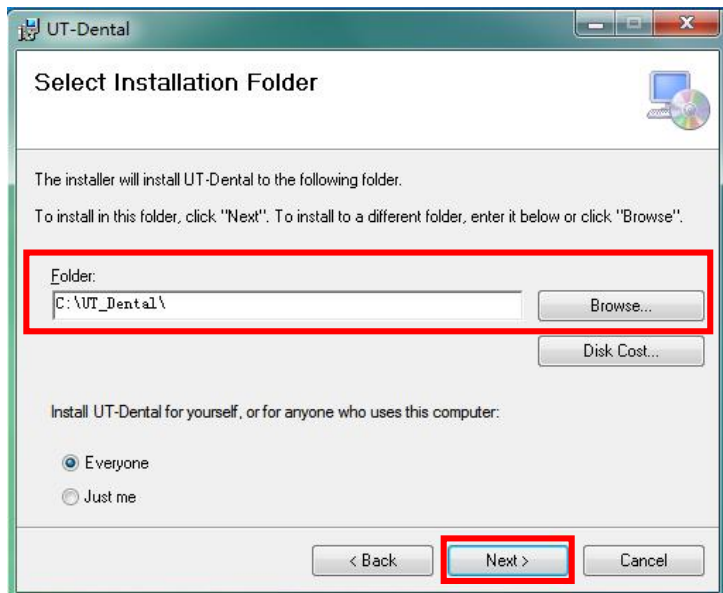 UT-Dental
Select Installation Folder
The installer will install UT-Dental to the following folder.
To install in this folder, click "Next". To install to a different folder, enter it below or click "Browse".
Folder:
C:\UT_Dental\
Browse...
Disk Cost...
Install UT-Dental for yourself, or for anyone who uses this computer:
Everyone
Just me
< Back
Next >
Cancel